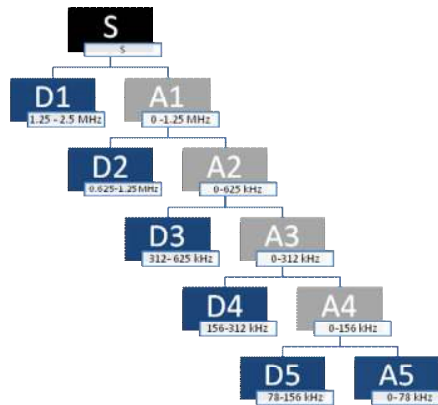 S
S
D1
1.25 - 2.5 MHz
A1
0 -1.25 MHz
D2
0.625-1.25 MHz
A2
0-625 kHz
D3
312- 625 kHz
A3
0-312 kHz
D4
156-312 kHz
A4
0-156 kHz
D5
78-156 kHz
A5
0-78 kHz